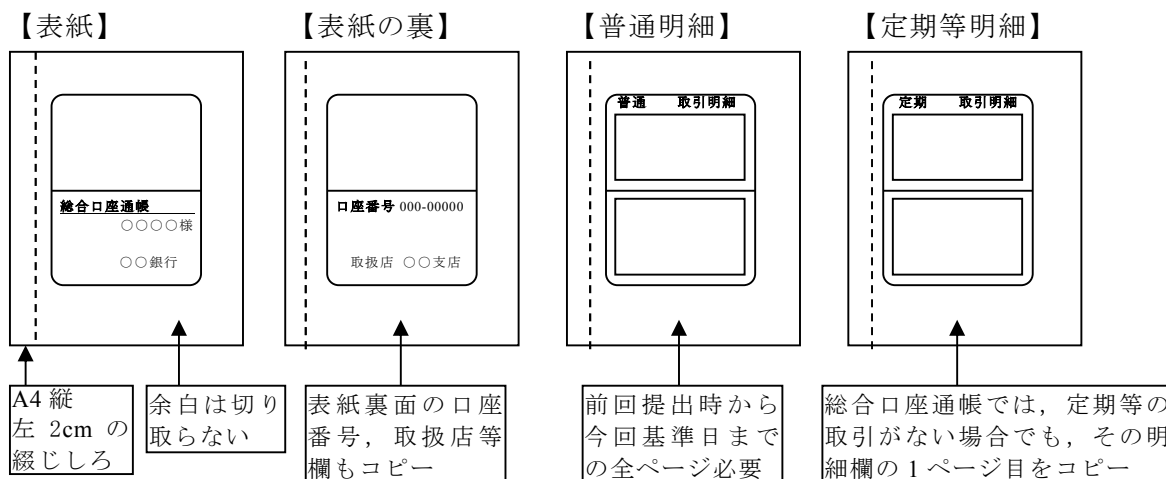 【表紙】
総合口座通帳
○○○○様
○○銀行
A4 縦
左 2cm の
綴じしろ
余白は切り
取らない
【表紙の裏】
口座番号 000-00000
取扱店 ○○支店
表紙裏面の口座
番号，取扱店等
欄もコピー
【普通明細】
普通 取引明細
前回提出時から
今回基準日まで
の全ページ必要
【定期等明細】
定期 取引明細
総合口座通帳では，定期等の
取引がない場合でも，その明
細欄の 1 ページ目をコピー